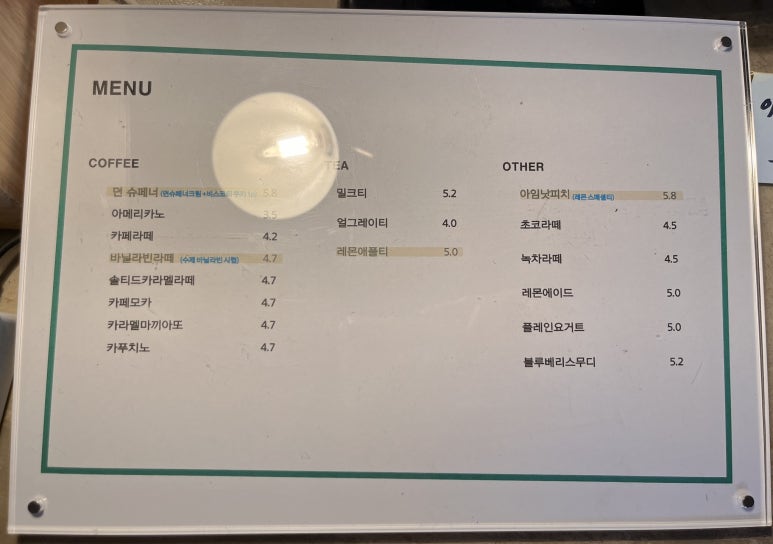 MENU
COFFEE
던 슈페너 5.8
아메리카노 3.5
카페라떼 4.2
바닐라빈라떼 (수제 바닐라빈 시럽) 4.7
솔티드카라멜라떼 4.7
카페모카 4.7
카라멜마끼아또 4.7
카푸치노 4.7
TEA
밀크티 5.2
얼그레이티 4.0
레몬애플티 5.0
OTHER
아임낫피치 (레몬스페셜티) 5.8
초코라떼 4.5
녹차라떼 4.5
레몬에이드 5.0
플레인요거트 5.0
블루베리스무디 5.2